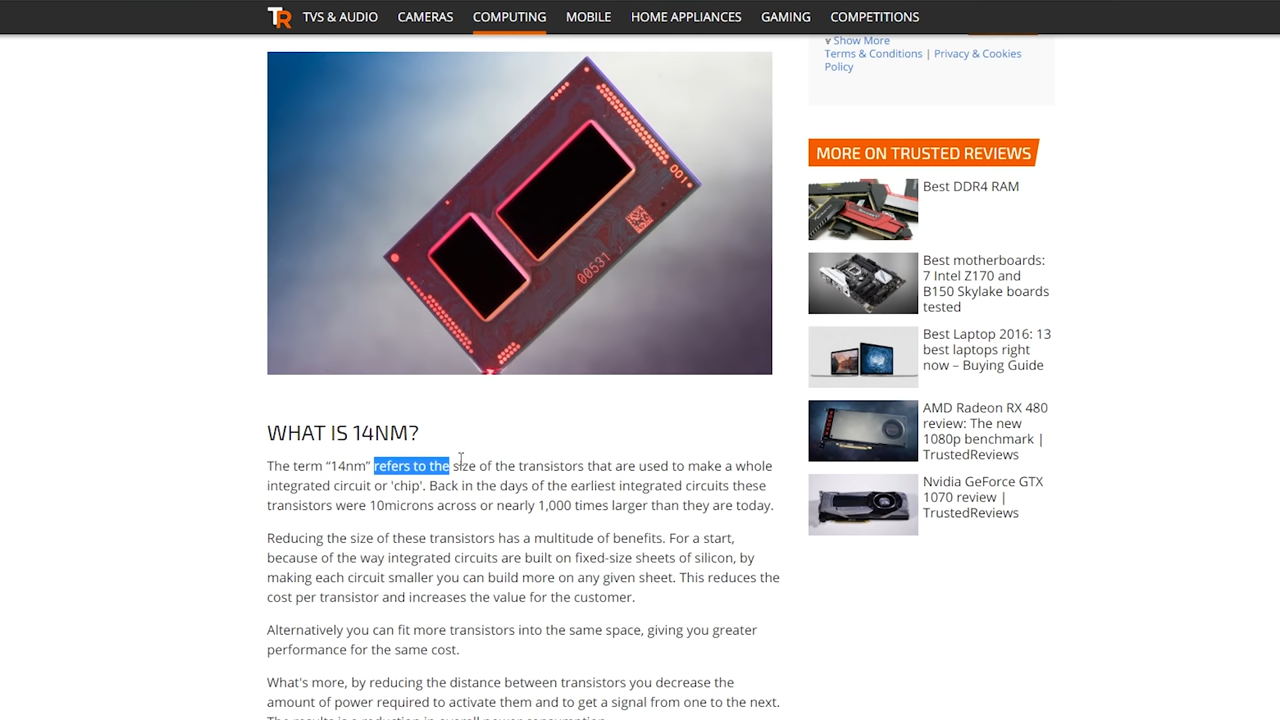 TR TVS & AUDIO CAMERAS COMPUTING MOBILE HOME APPLIANCES GAMING COMPETITIONS
001
00531
WHAT IS 14NM?
The term “14nm” refers to the size of the transistors that are used to make a whole
integrated circuit or 'chip'. Back in the days of the earliest integrated circuits these
transistors were 10microns across or nearly 1,000 times larger than they are today.
Reducing the size of these transistors has a multitude of benefits. For a start,
because of the way integrated circuits are built on fixed-size sheets of silicon, by
making each circuit smaller you can build more on any given sheet. This reduces the
cost per transistor and increases the value for the customer.
Alternatively you can fit more transistors into the same space, giving you greater
performance for the same cost.
What's more, by reducing the distance between transistors you decrease the
amount of power required to activate them and to get a signal from one to the next.
The results is a reduction in overall power consumption.
v Show More
Terms & Conditions | Privacy & Cookies
Policy
MORE ON TRUSTED REVIEWS
Best DDR4 RAM
Best motherboards:
7 Intel Z170 and
B150 Skylake boards
tested
Best Laptop 2016: 13
best laptops right
now – Buying Guide
AMD Radeon RX 480
review: The new
1080p benchmark |
TrustedReviews
Nvidia GeForce GTX
1070 review |
TrustedReviews